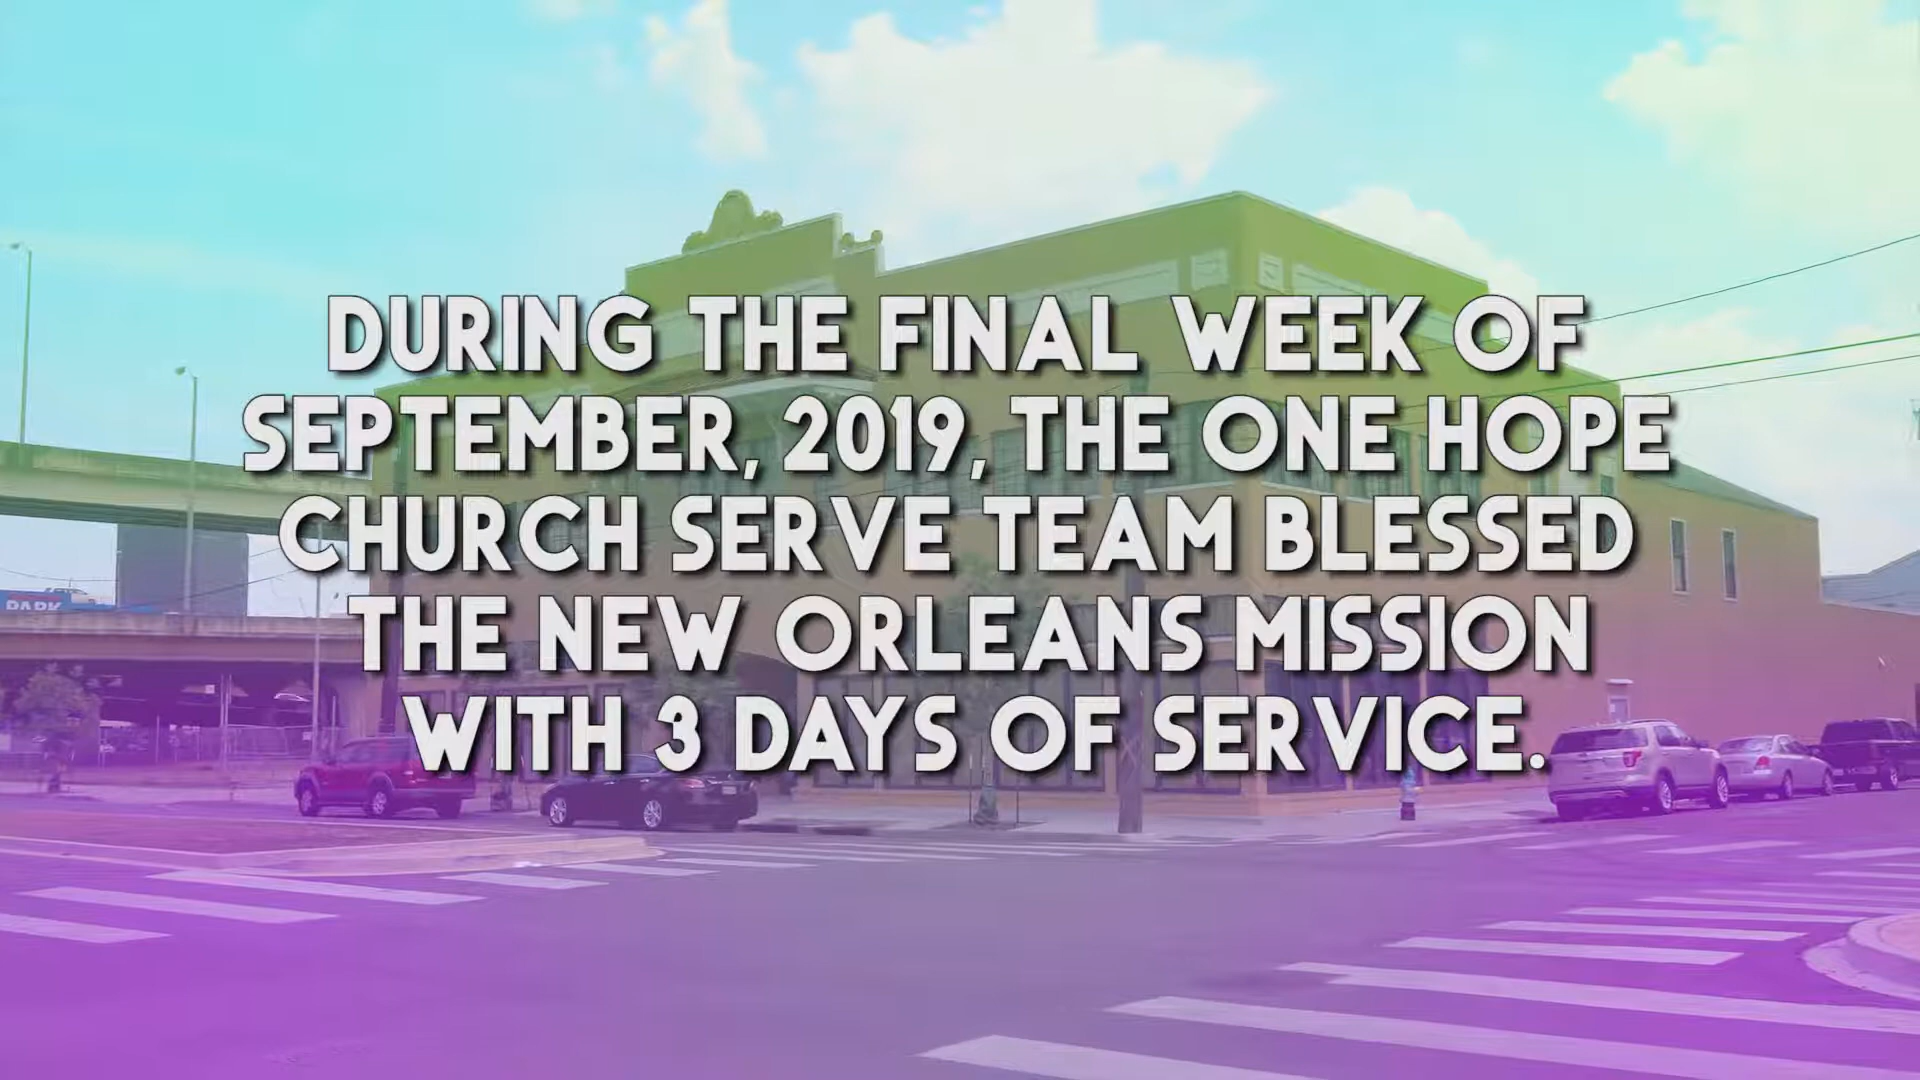 DURING THE FINAL WEEK OF
SEPTEMBER, 2019, THE ONE HOPE
CHURCH SERVE TEAM BLESSED
THE NEW ORLEANS MISSION
WITH 3 DAYS OF SERVICE.
PARK